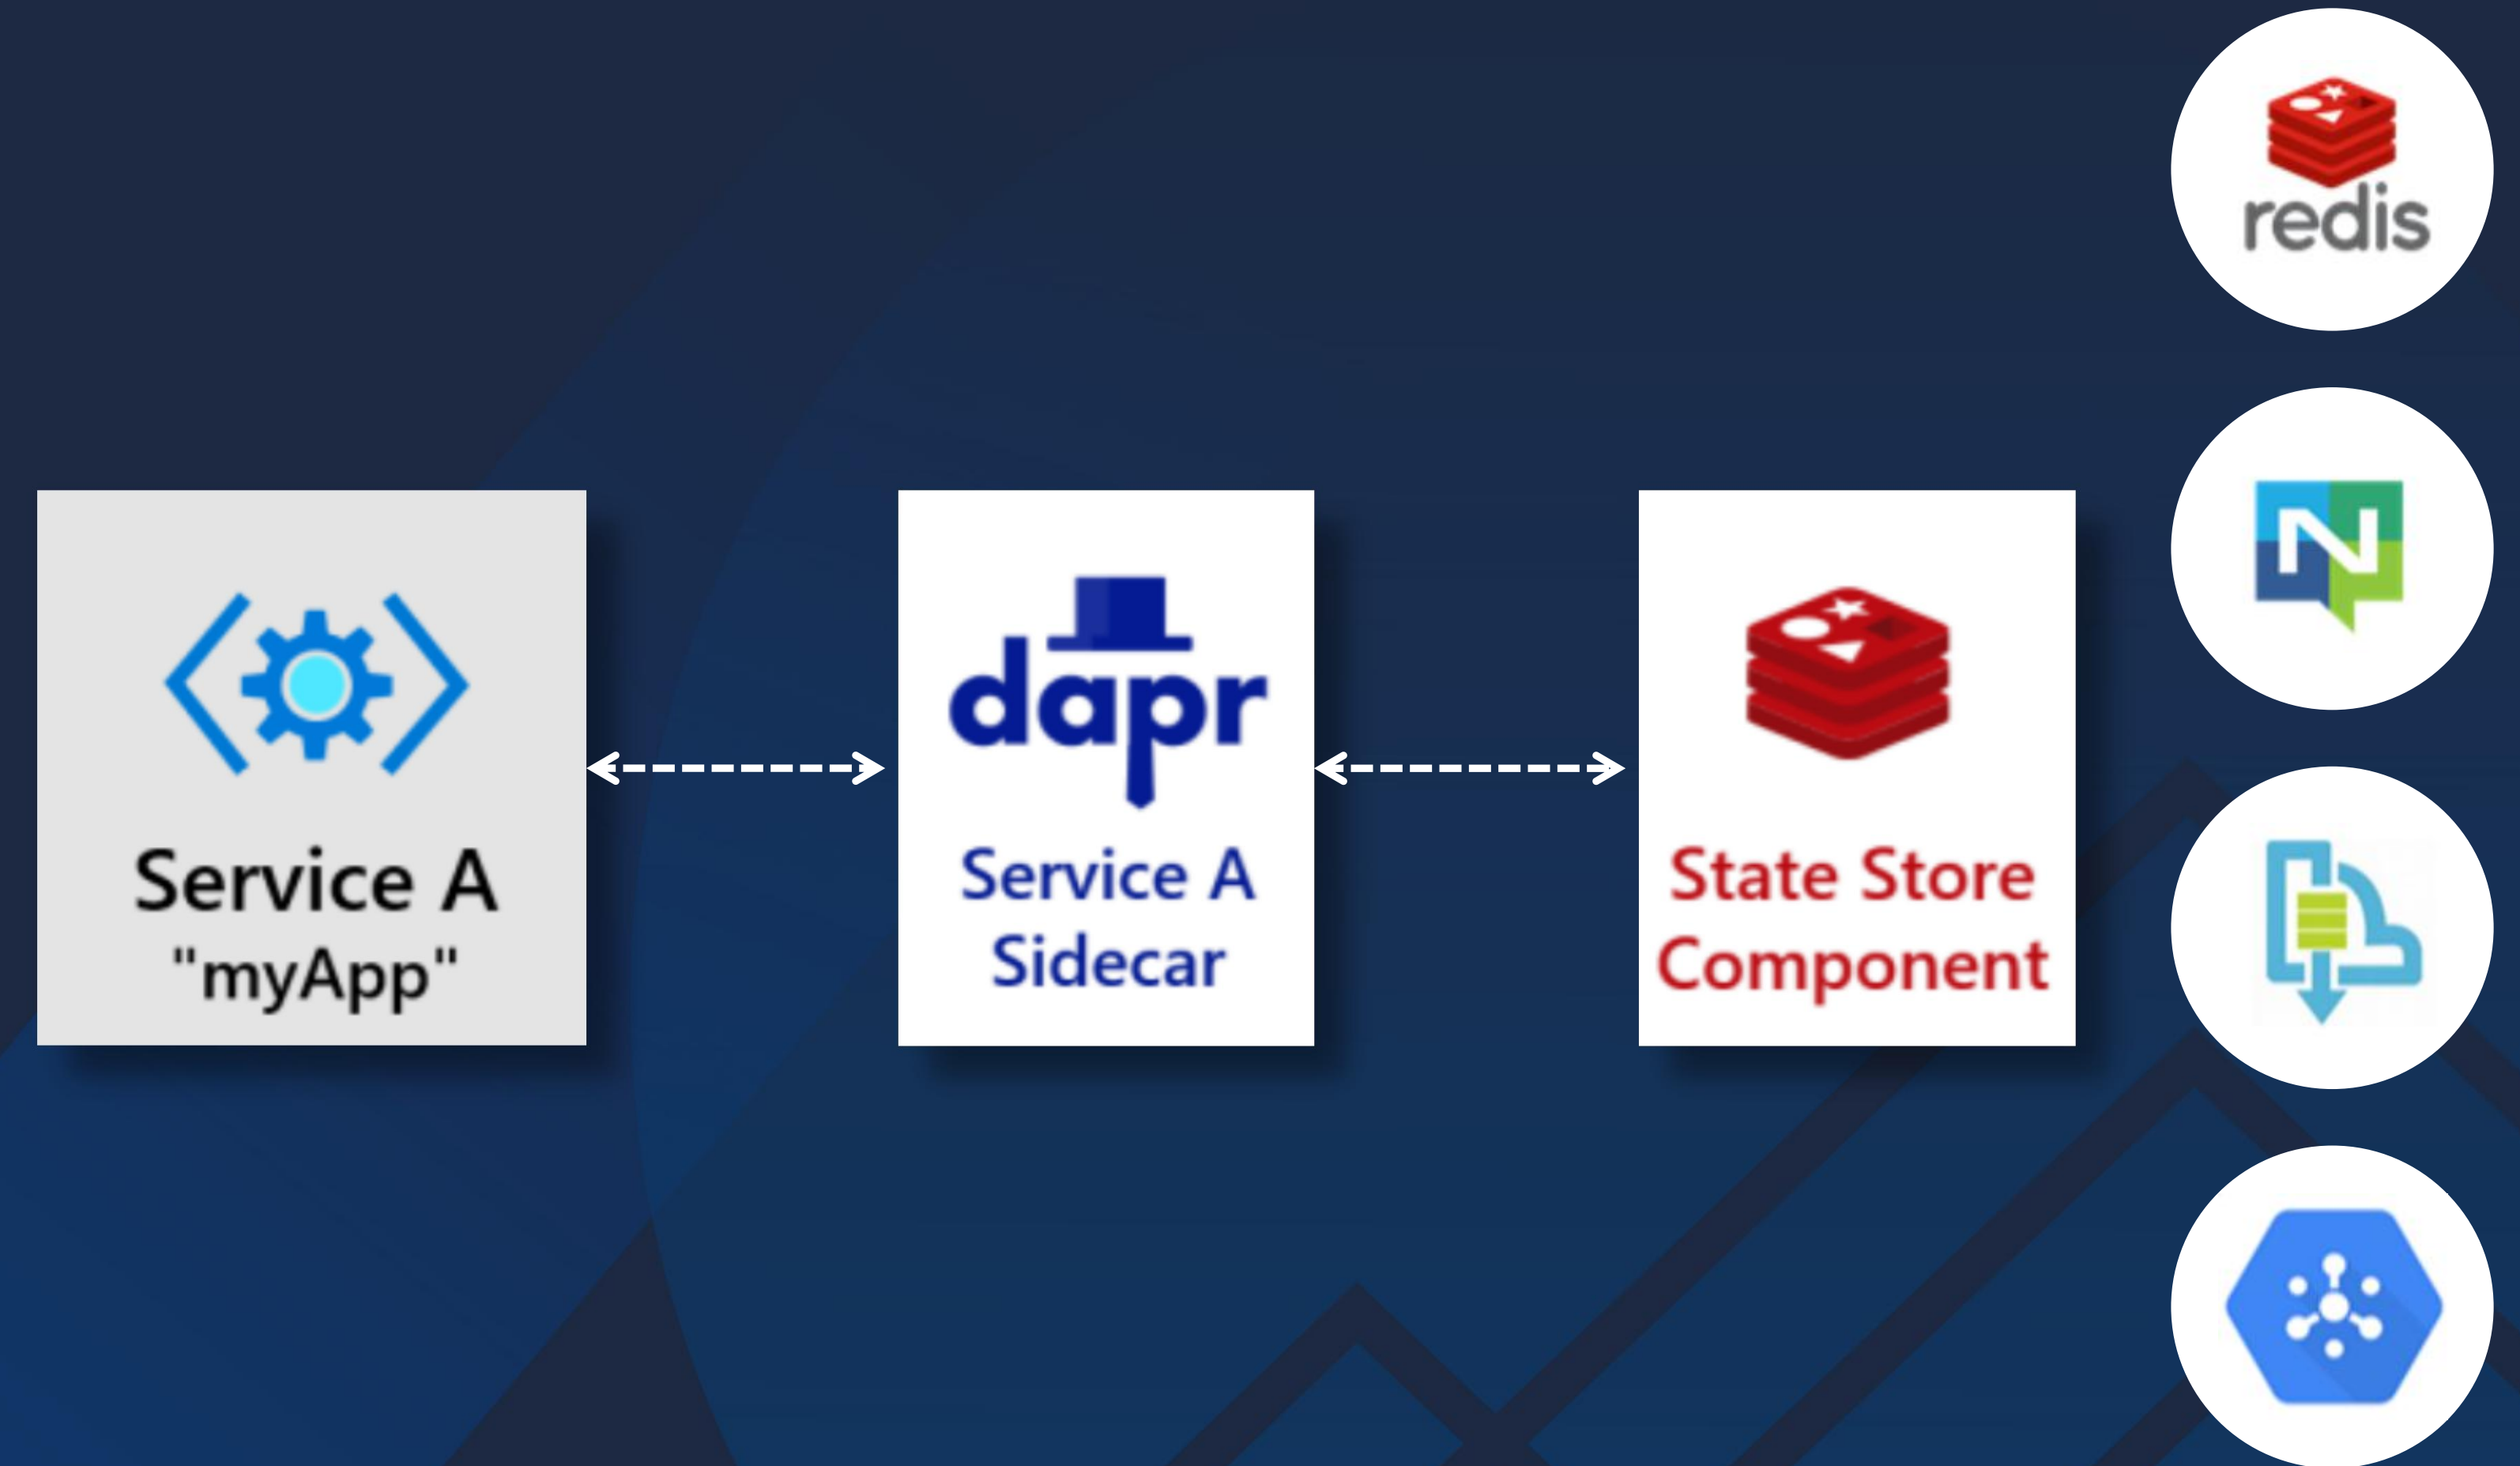 Service A
"myApp"
dapr
Service A
Sidecar
State Store
Component
redis
N